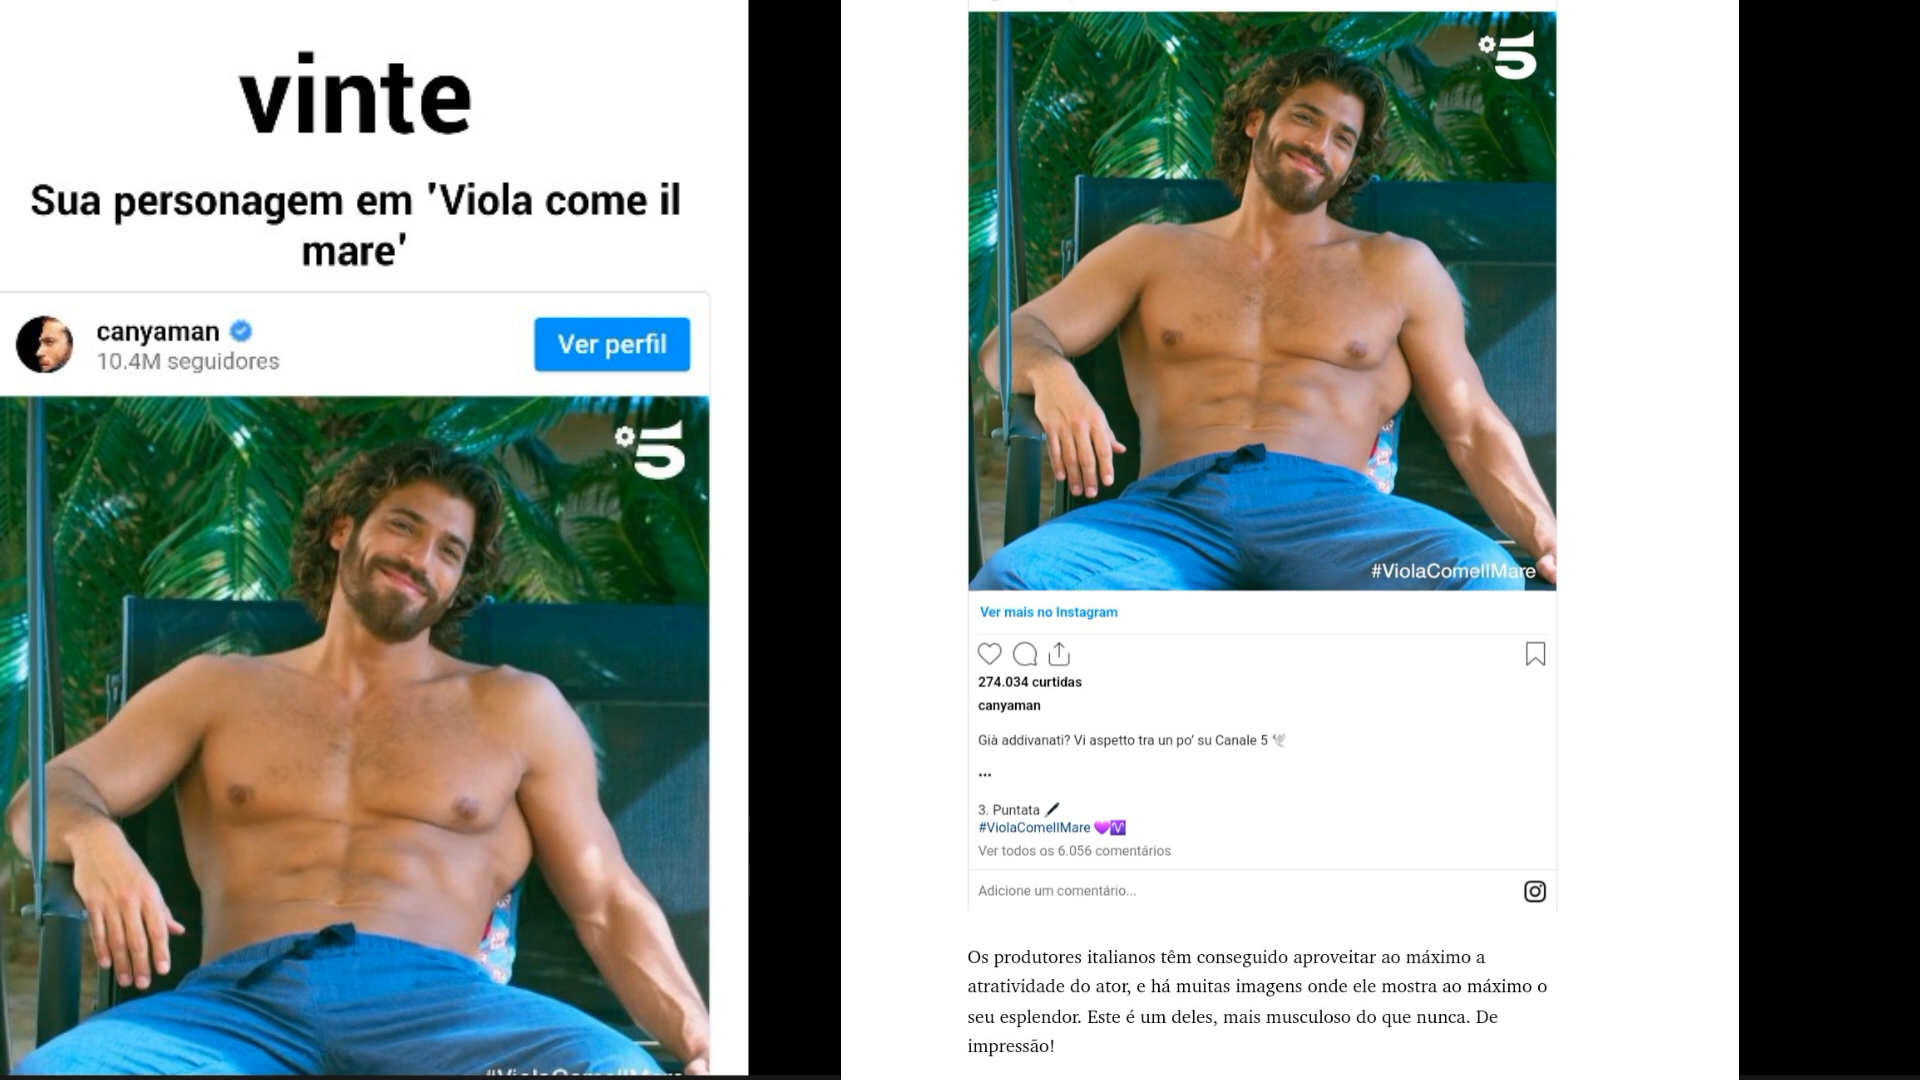 vinte
Sua personagem em 'Viola come il
mare'
canyaman
10.4M seguidores
Ver perfil
5
#ViolaComeIlMare
5
#ViolaComeIlMare
Ver mais no Instagram
274.034 curtidas
canyaman
Già addivanati? Vi aspetto tra un po' su Canale 5 🕊
...
3. Puntata 🖊
#ViolaComeIlMare 💜♈
Ver todos os 6.056 comentários
Adicione um comentário...
Os produtores italianos têm conseguido aproveitar ao máximo a
atratividade do ator, e há muitas imagens onde ele mostra ao máximo o
seu esplendor. Este é um deles, mais musculoso do que nunca. De
impressão!